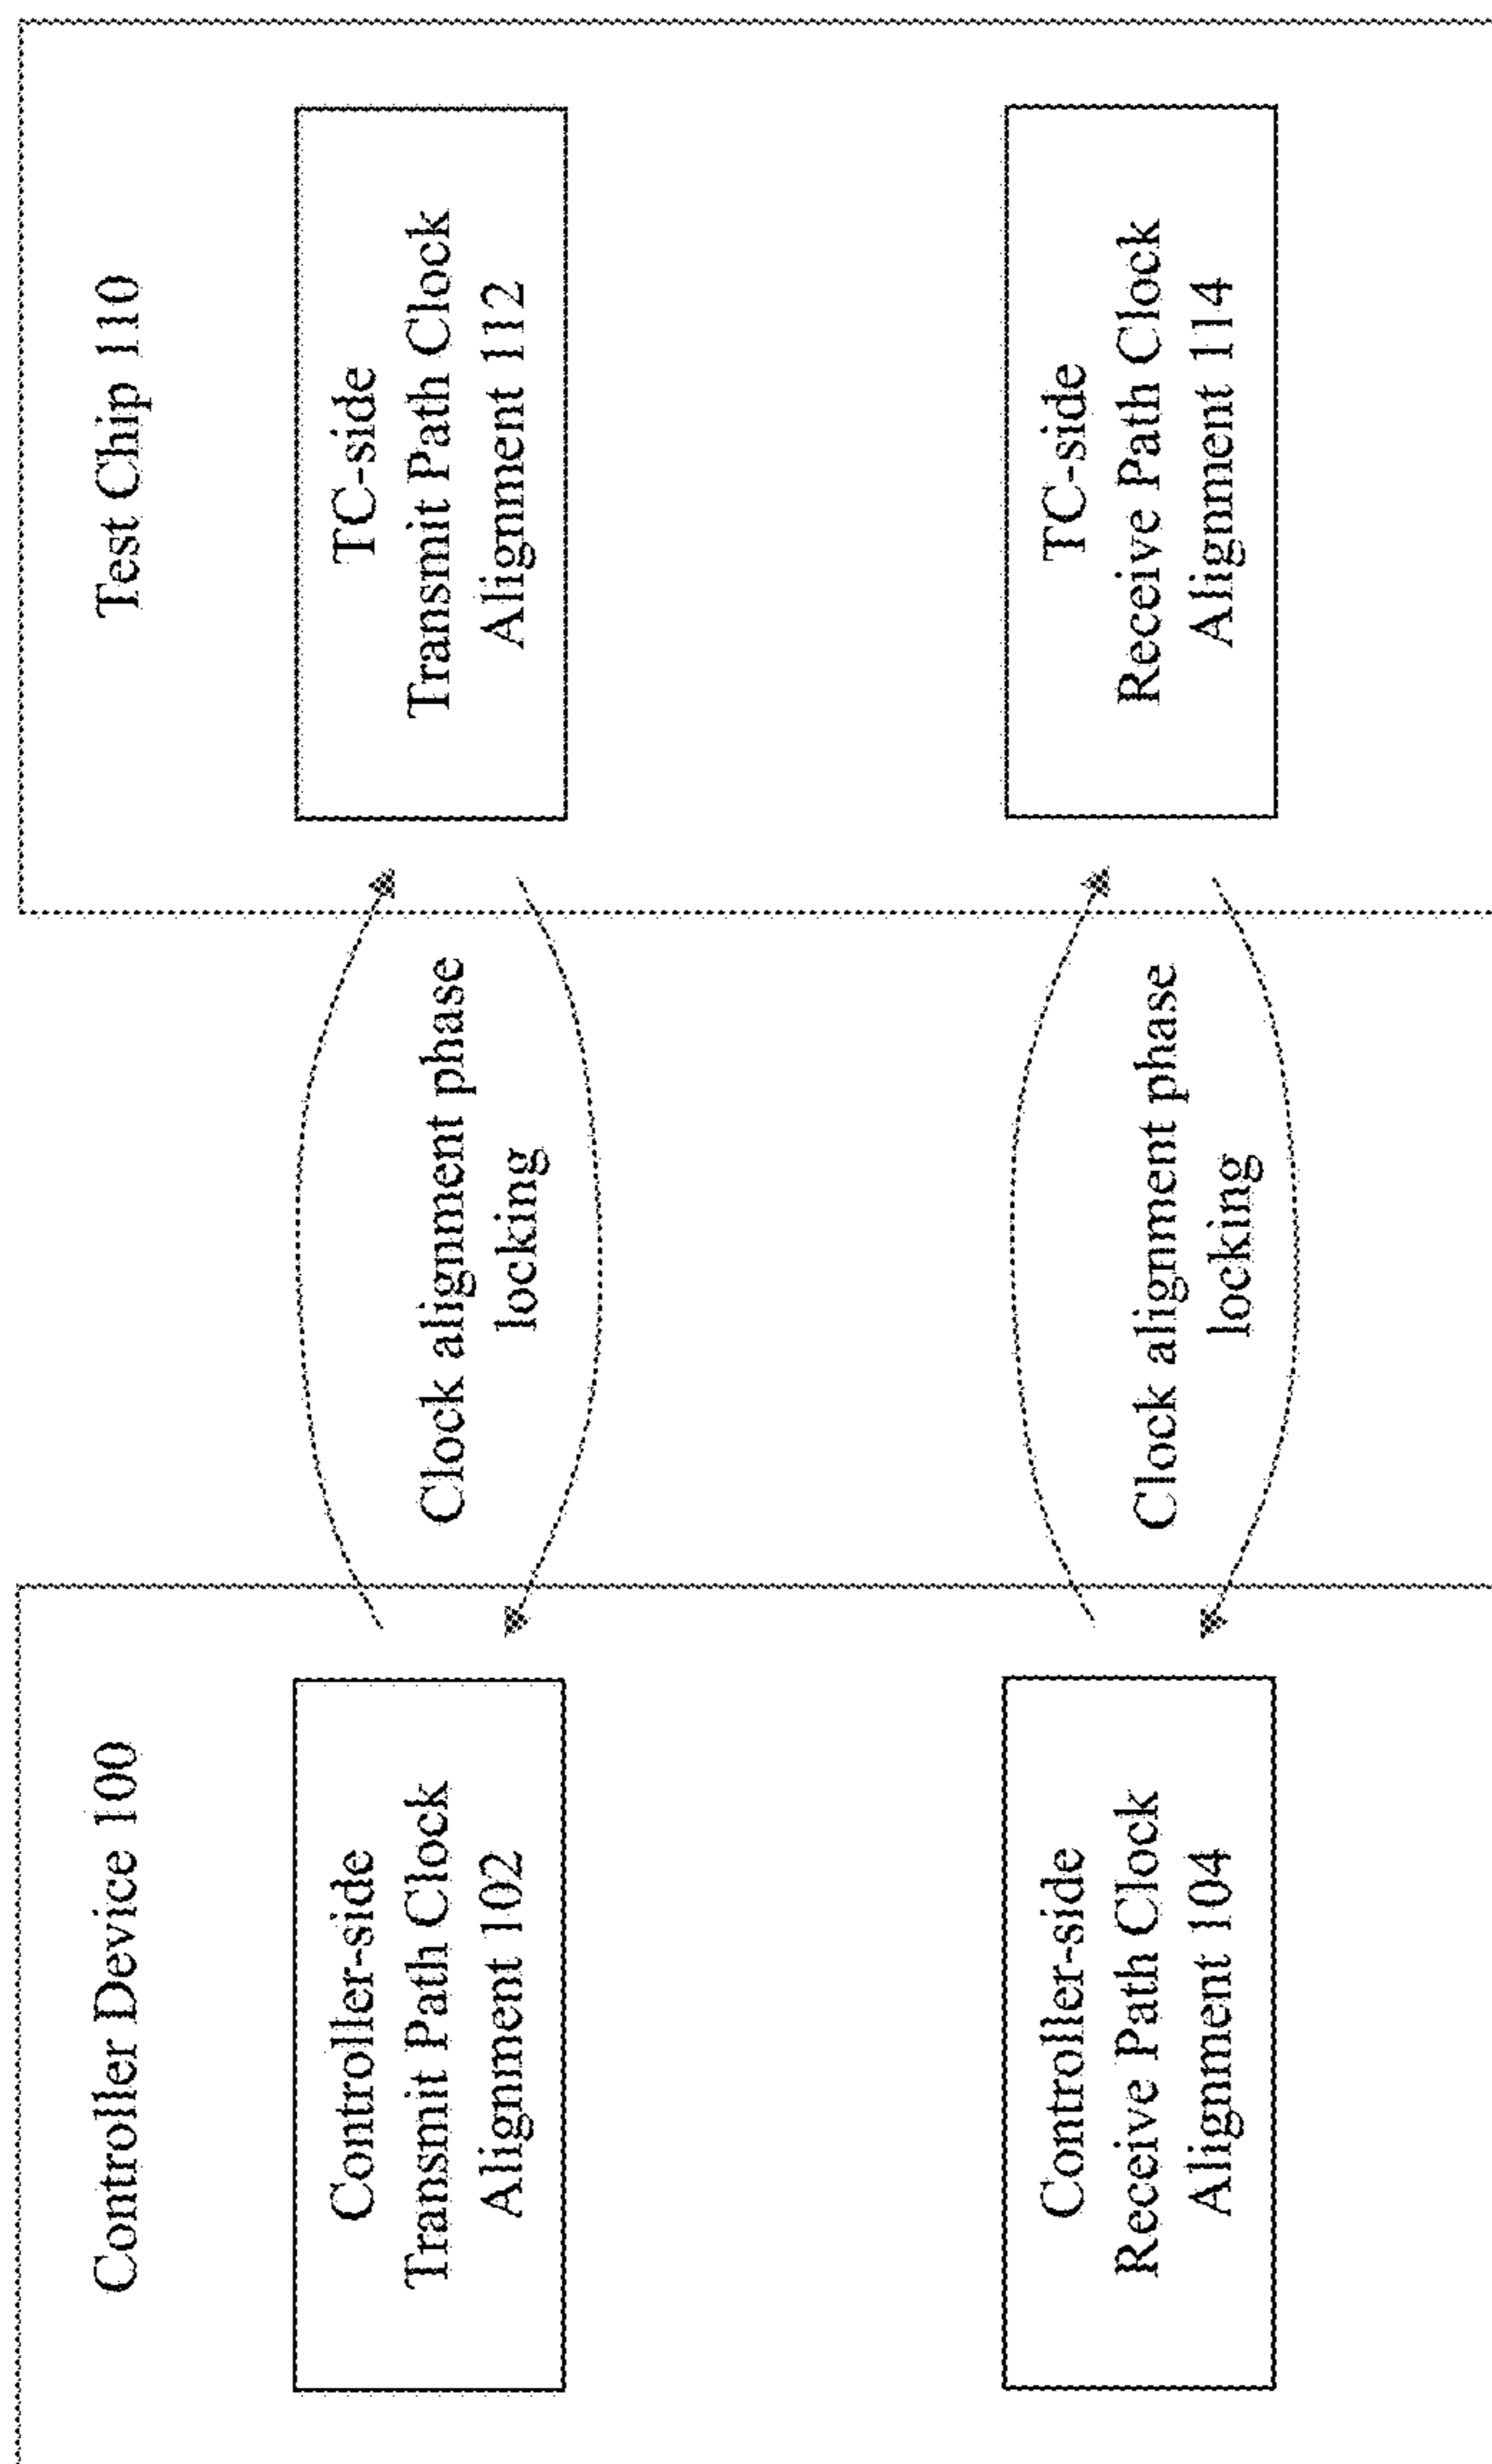 Controller Device 100
Controller-side
Transmit Path Clock
Alignment 102
Controller-side
Receive Path Clock
Alignment 104
Clock alignment phase
locking
Clock alignment phase
locking
Test Chip 110
TC-side
Transmit Path Clock
Alignment 112
TC-side
Receive Path Clock
Alignment 114